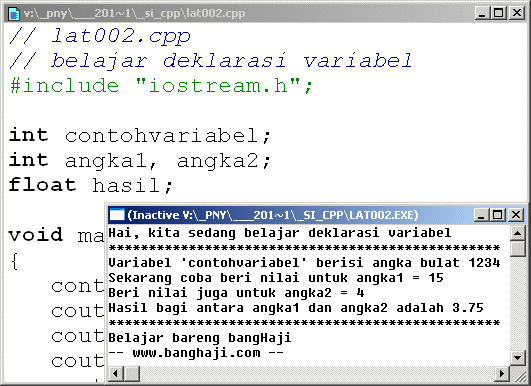 v:\_pny\___201~1\_si_cpp\lat002.cpp
// lat002.cpp
// belajar deklarasi variabel
#include "iostream.h";
int contohvariabel;
int angka1, angka2;
float hasil;
void ma
{
cont
cout
cout
cout
(Inactive V:\_PNY\___201~1\_SI_CPP\LAT002.EXE)
Hai, kita sedang belajar deklarasi variabel
**************************************************
Variabel 'contohvariabel' berisi angka bulat 1234
Sekarang coba beri nilai untuk angka1 = 15
Beri nilai juga untuk angka2 = 4
Hasil bagi antara angka1 dan angka2 adalah 3.75
**************************************************
Belajar bareng bangHaji
-- www.banghaji.com --